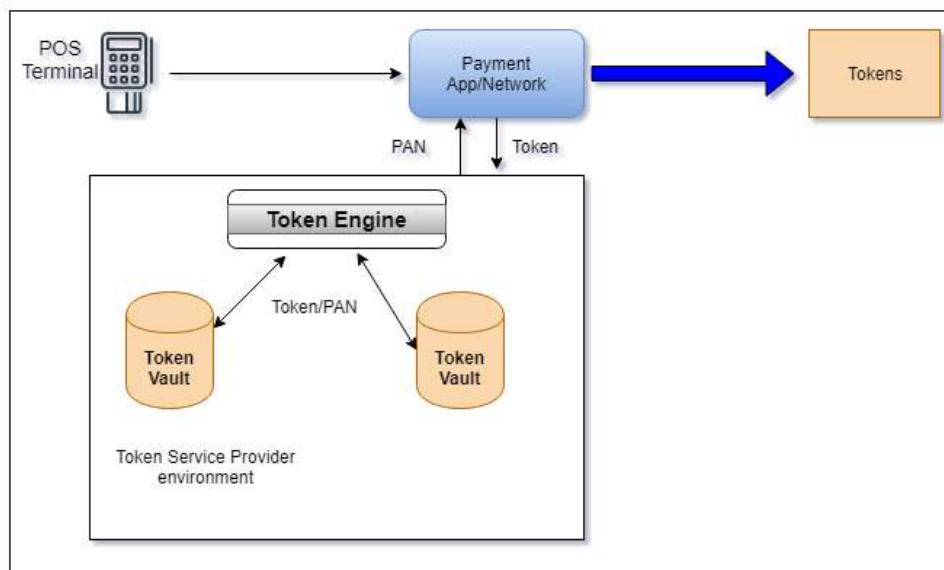 POS
Terminal
Payment
App/Network
Tokens
PAN
Token
Token Engine
Token/PAN
Token
Vault
Token
Vault
Token Service Provider
environment